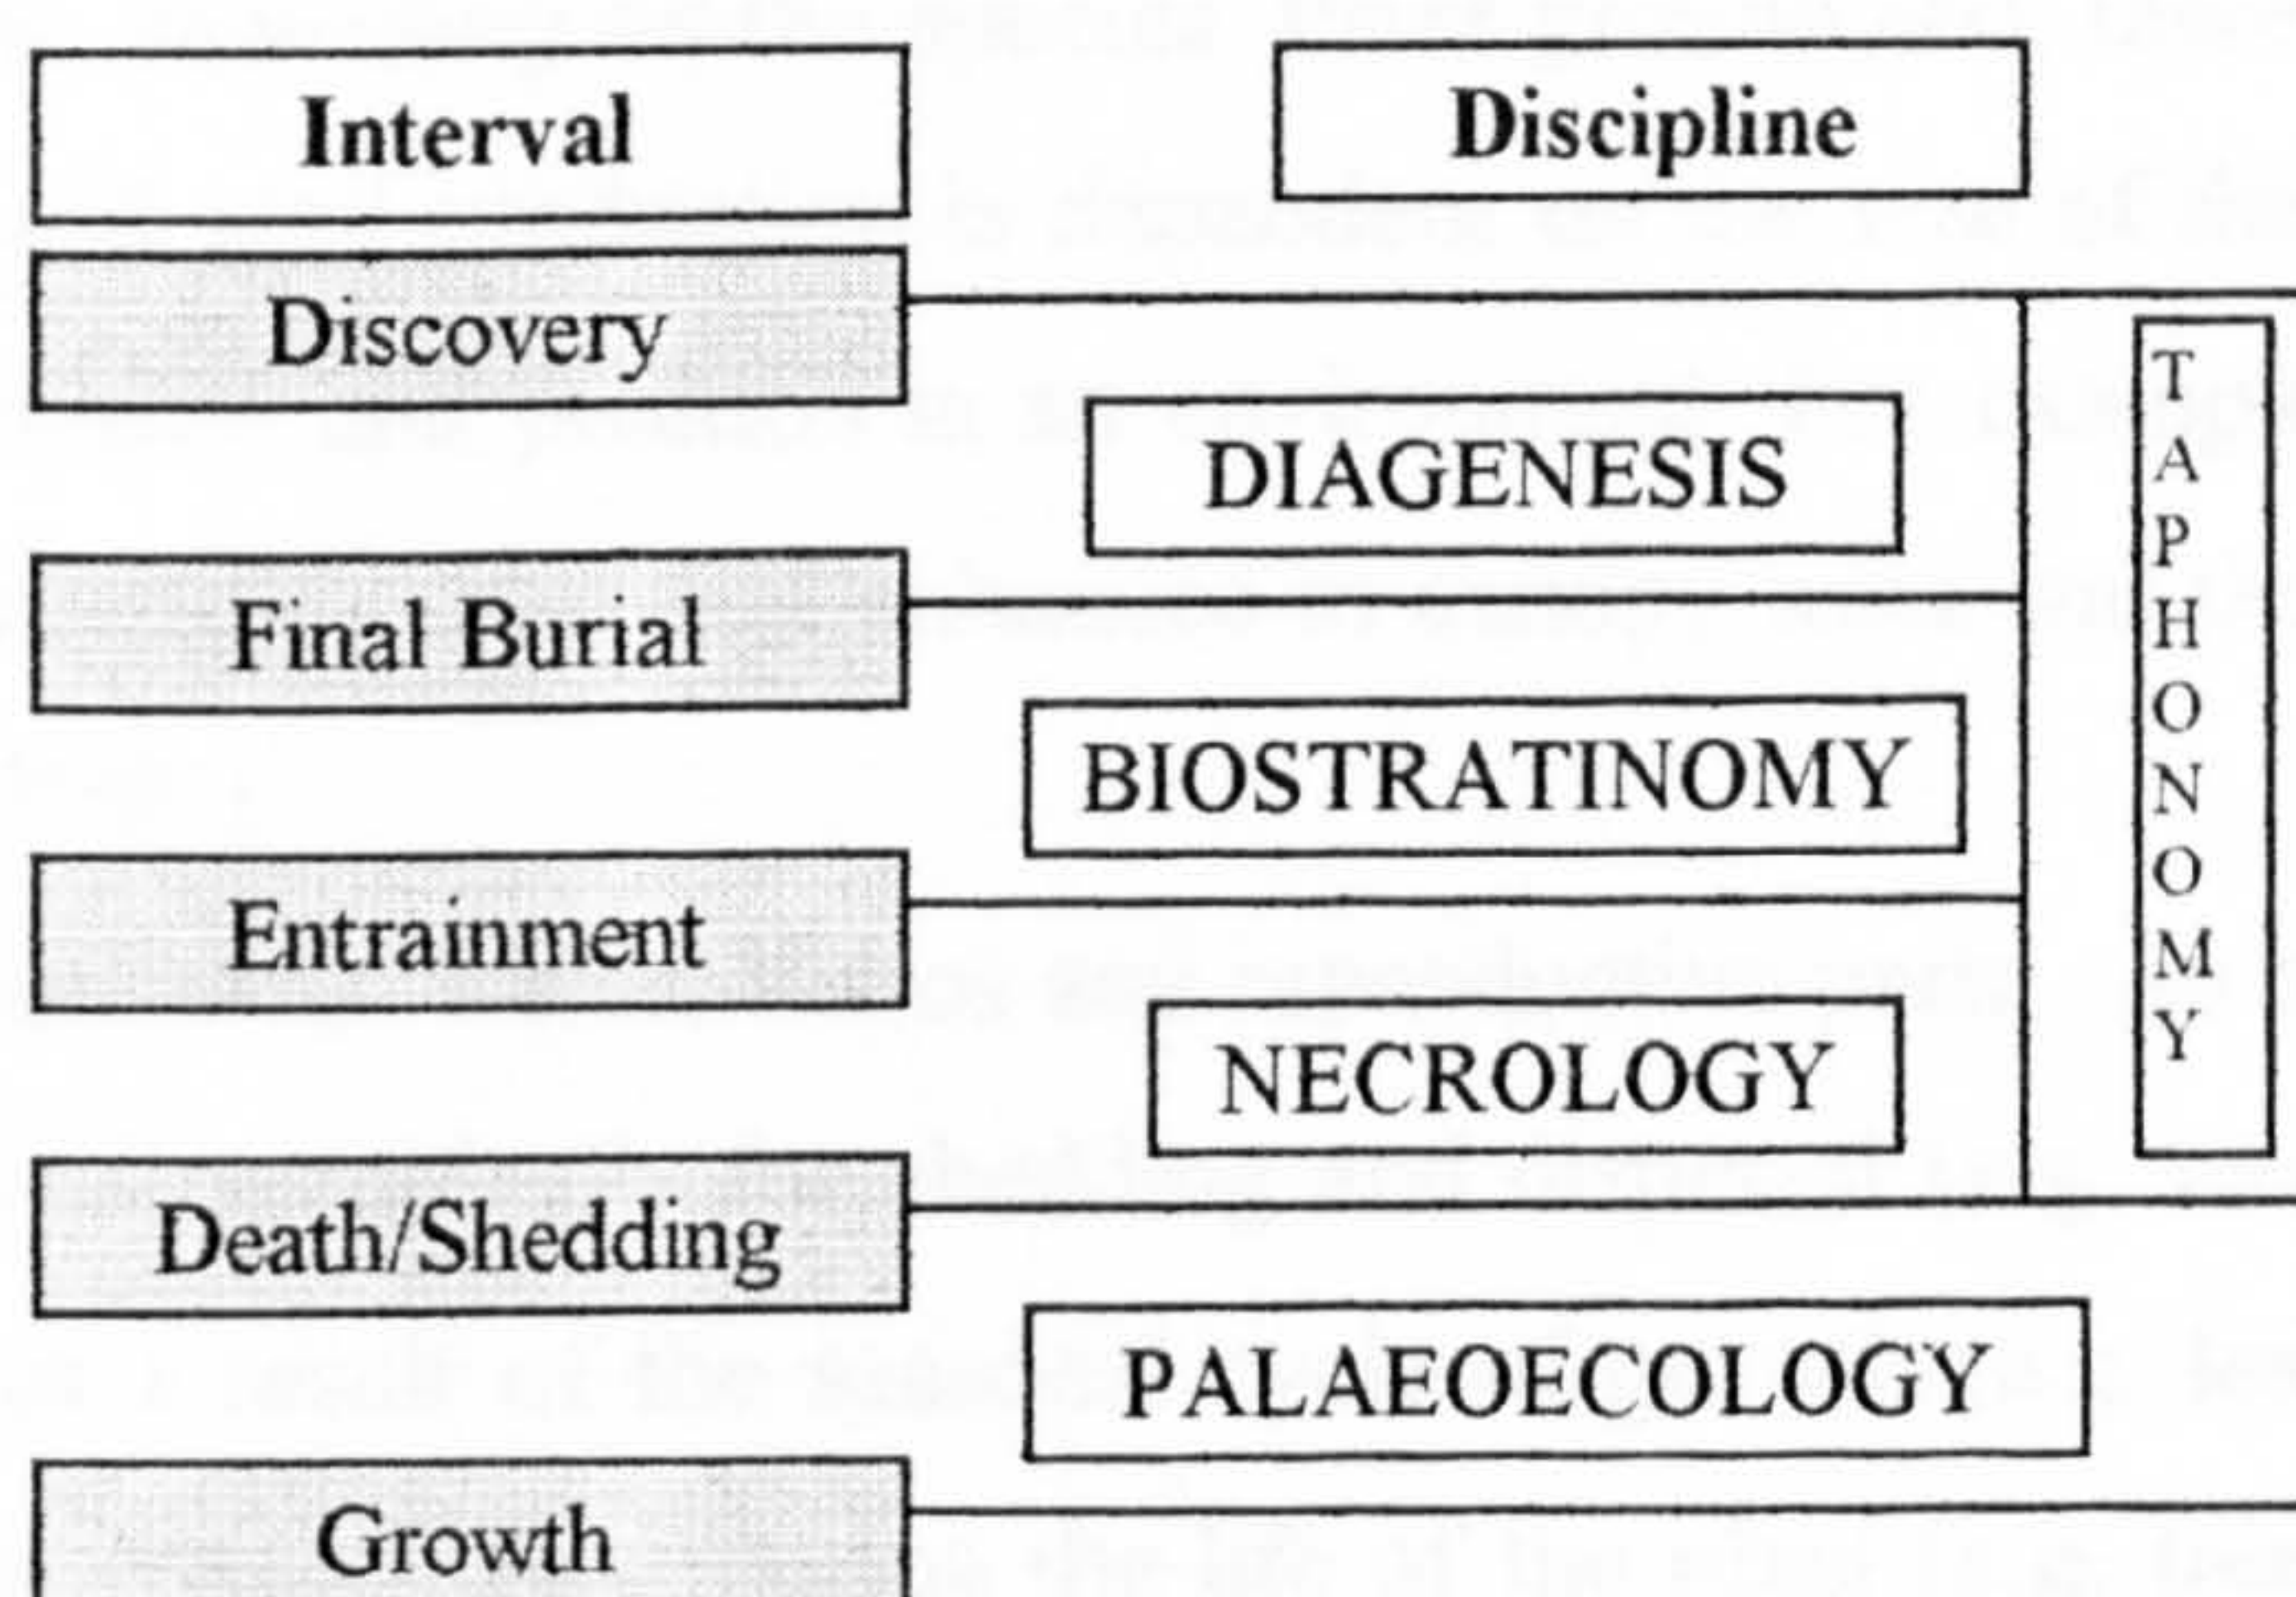 Interval
Discipline
Discovery
DIAGENESIS
Final Burial
BIOSTRATINOMY
Entrainment
NECROLOGY
Death/Shedding
PALAEOECOLOGY
Growth
TAPHONOMY